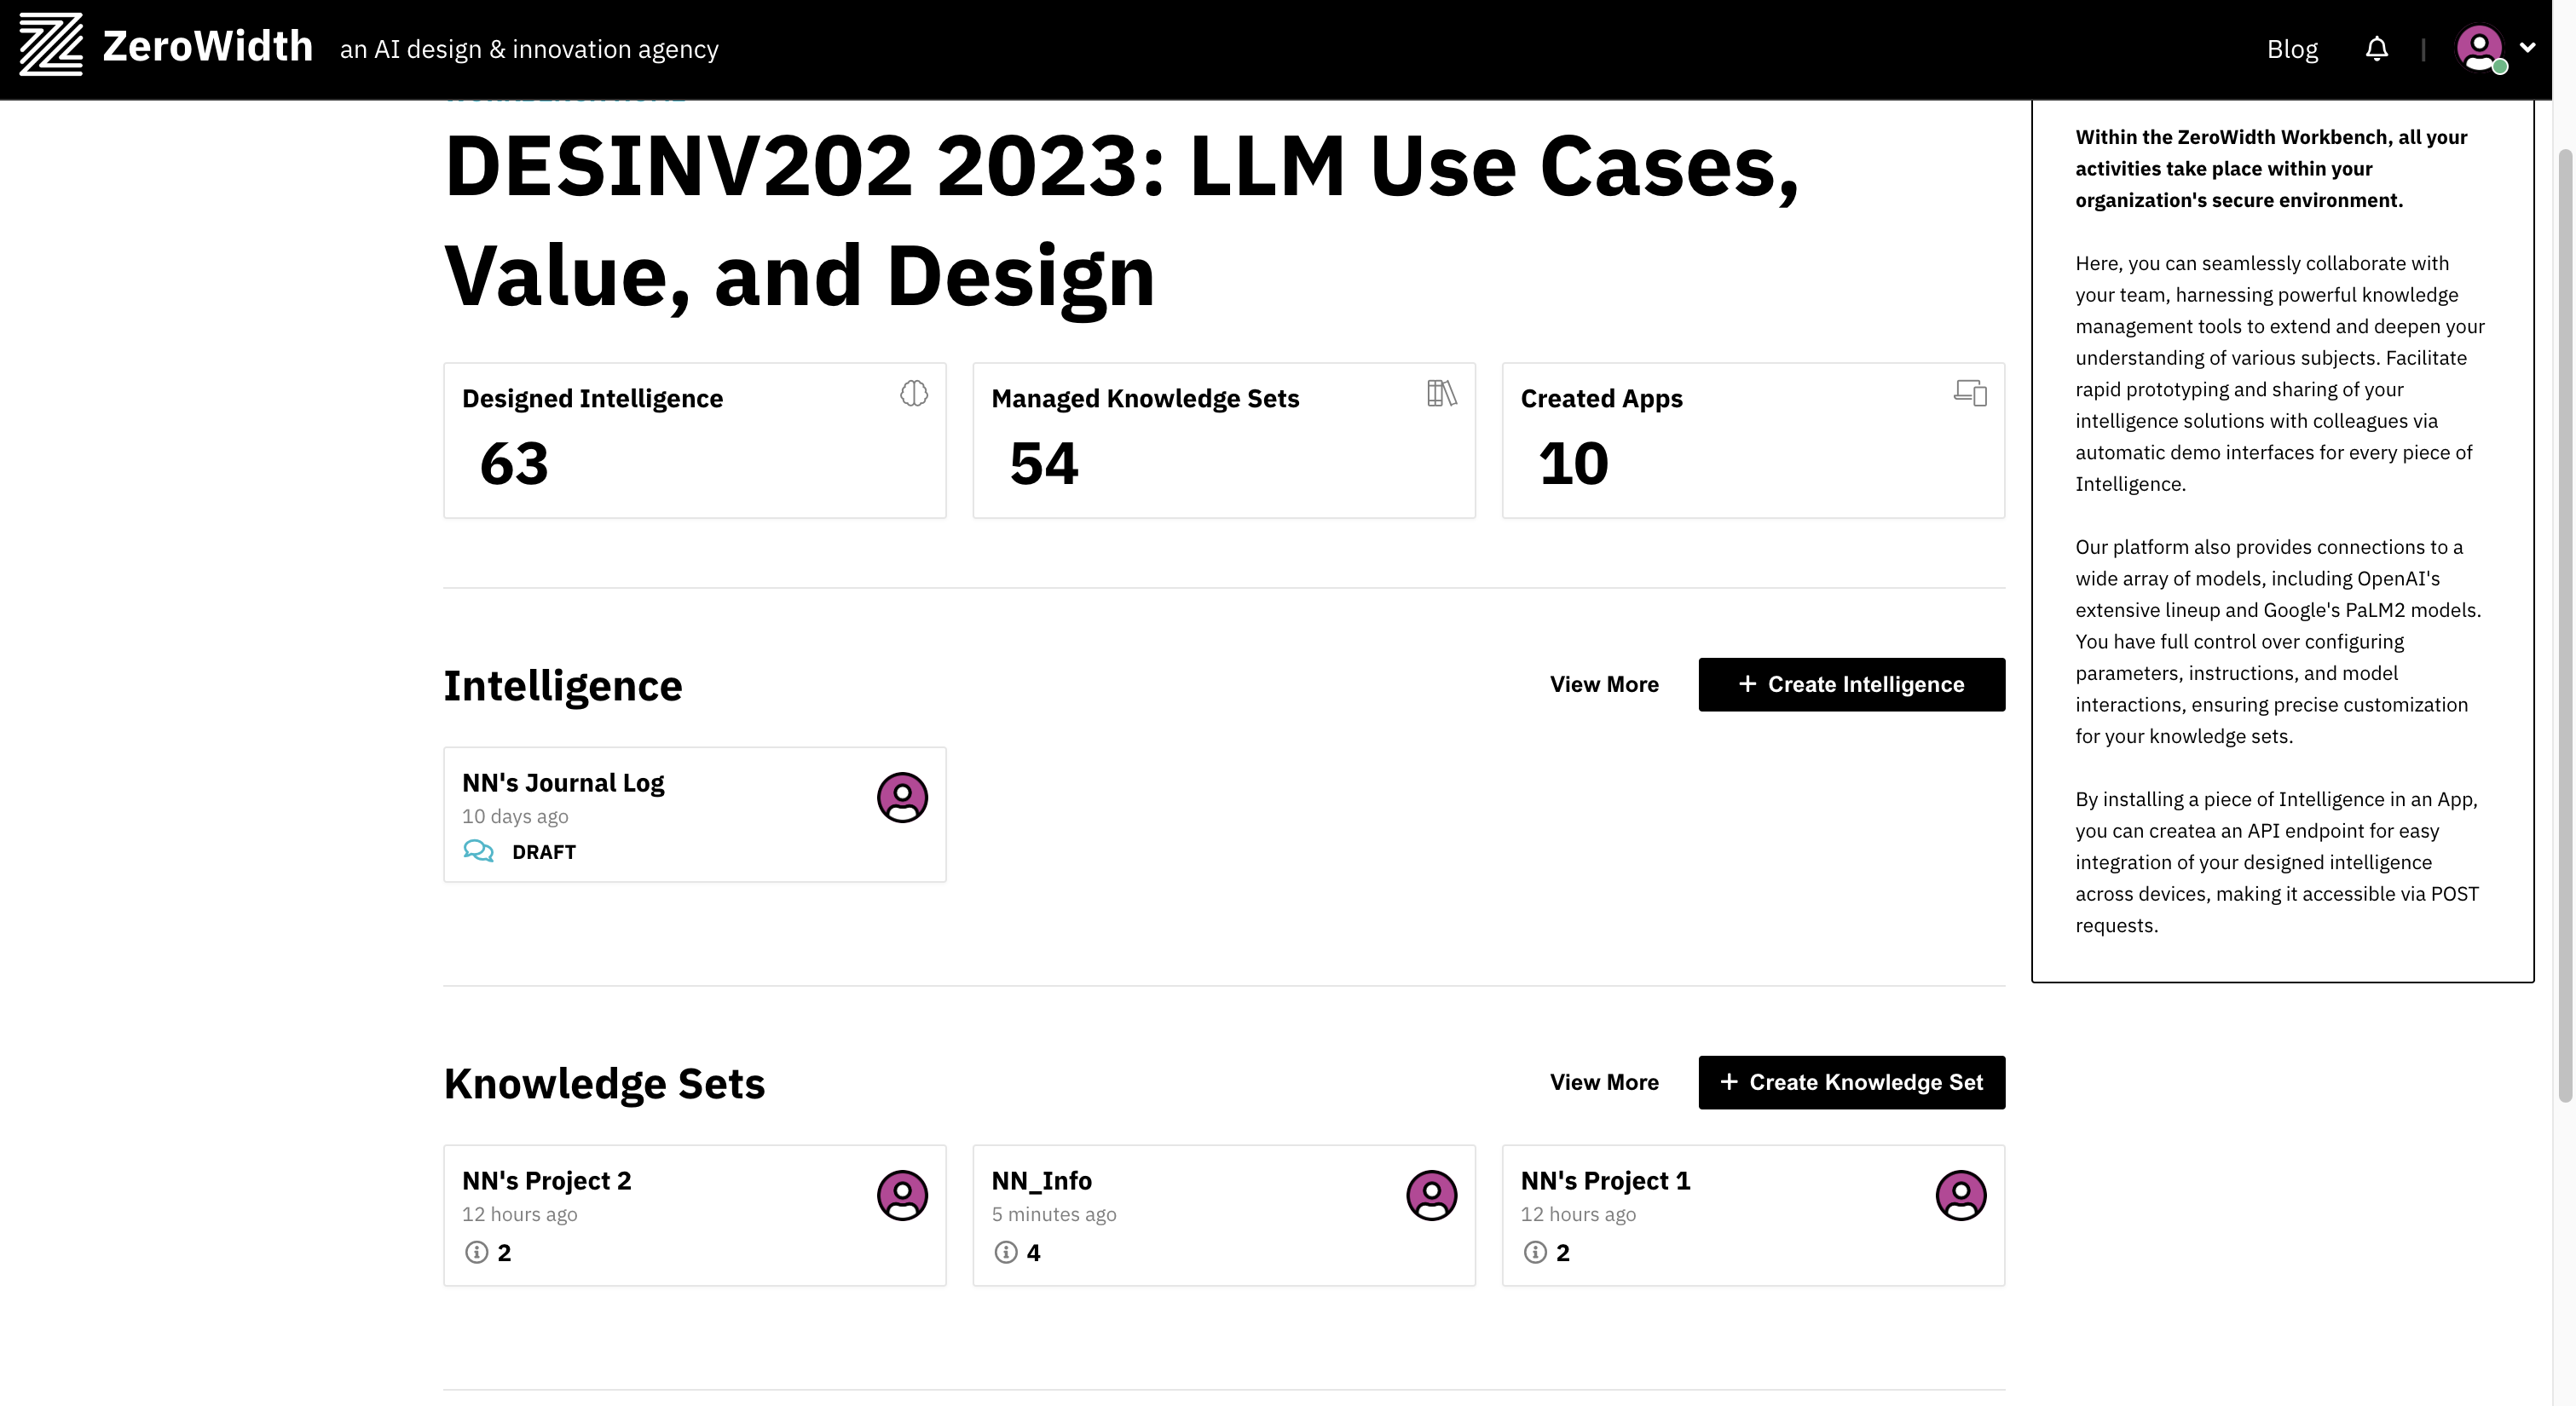 ZeroWidth an AI design & innovation agency
Blog
DESINV202 2023: LLM Use Cases,
Value, and Design
Designed Intelligence
63
Managed Knowledge Sets
54
Created Apps
10
Intelligence
View More
+ Create Intelligence
NN's Journal Log
10 days ago
DRAFT
Knowledge Sets
View More
+ Create Knowledge Set
NN's Project 2
12 hours ago
2
NN_Info
5 minutes ago
4
NN's Project 1
12 hours ago
2
Within the ZeroWidth Workbench, all your
activities take place within your
organization's secure environment.
Here, you can seamlessly collaborate with
your team, harnessing powerful knowledge
management tools to extend and deepen your
understanding of various subjects. Facilitate
rapid prototyping and sharing of your
intelligence solutions with colleagues via
automatic demo interfaces for every piece of
Intelligence.
Our platform also provides connections to a
wide array of models, including OpenAI's
extensive lineup and Google's PaLM2 models.
You have full control over configuring
parameters, instructions, and model
interactions, ensuring precise customization
for your knowledge sets.
By installing a piece of Intelligence in an App,
you can createa an API endpoint for easy
integration of your designed intelligence
across devices, making it accessible via POST
requests.